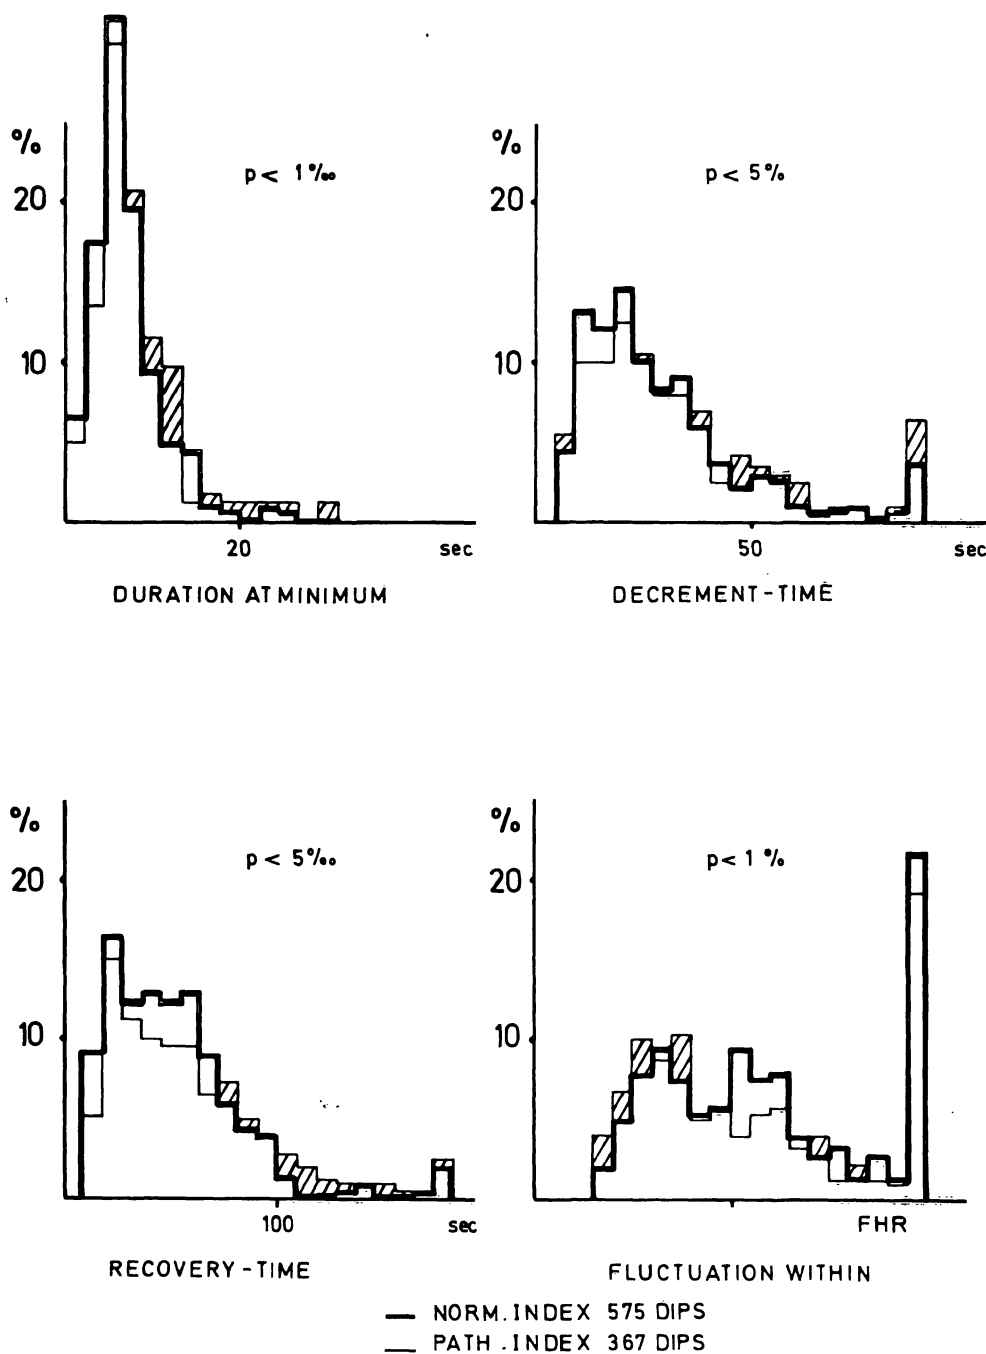 %
20
10
p < 1‰
20
sec
DURATION AT MINIMUM
%
20
10
p < 5%
50
sec
DECREMENT-TIME
%
20
10
p < 5‰
100
sec
RECOVERY-TIME
%
20
10
p < 1%
FHR
FLUCTUATION WITHIN
NORM. INDEX 575 DIPS
PATH. INDEX 367 DIPS